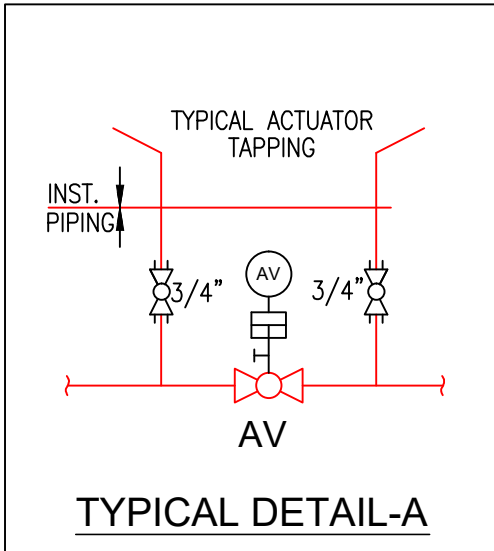 TYPICAL ACTUATOR
TAPPING
INST.
PIPING
3/4"
AV
3/4"
AV
TYPICAL DETAIL-A